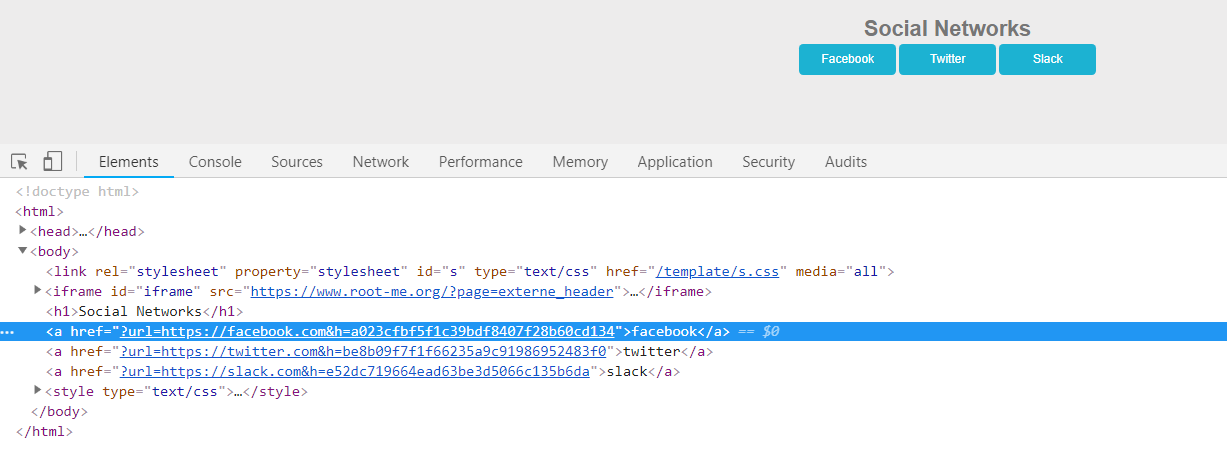 Social Networks
Facebook Twitter Slack
Elements Console Sources Network Performance Memory Application Security Audits
<!doctype html>
<html>
<head>…</head>
<body>
<link rel="stylesheet" property="stylesheet" id="s" type="text/css" href="/template/s.css" media="all">
<iframe id="iframe" src="https://www.root-me.org/?page=externe_header">…</iframe>
<h1>Social Networks</h1>
<a href="?url=https://facebook.com&h=a023cfbf5f1c39bdf8407f28b60cd134">facebook</a> == $0
<a href="?url=https://twitter.com&h=be8b09f7f1f66235a9c91986952483f0">twitter</a>
<a href="?url=https://slack.com&h=e52dc719664ead63be3d5066c135b6da">slack</a>
<style type="text/css">…</style>
</body>
</html>